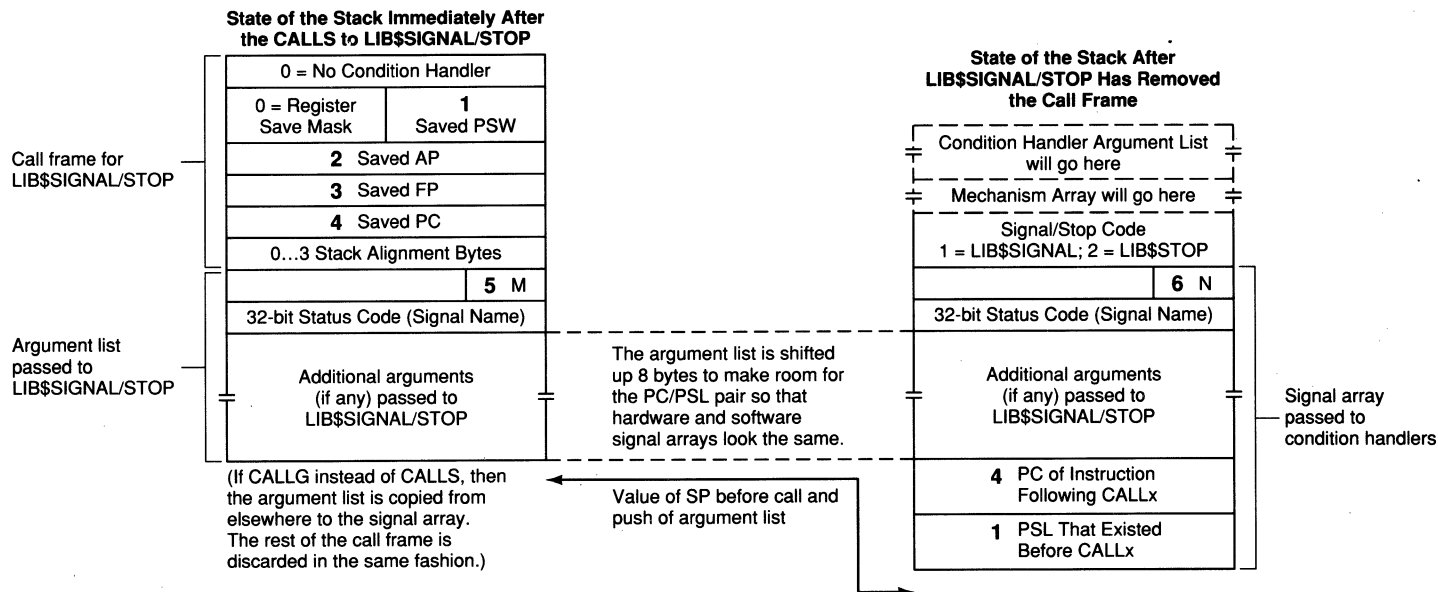 State of the Stack Immediately After
the CALLS to LIB$SIGNAL/STOP
0 = No Condition Handler
0 = Register
Save Mask
1
Saved PSW
2 Saved AP
3 Saved FP
4 Saved PC
0...3 Stack Alignment Bytes
Call frame for
LIB$SIGNAL/STOP
5 M
32-bit Status Code (Signal Name)
Additional arguments
(if any) passed to
LIB$SIGNAL/STOP
Argument list
passed to
LIB$SIGNAL/STOP
(If CALLG instead of CALLS, then
the argument list is copied from
elsewhere to the signal array.
The rest of the call frame is
discarded in the same fashion.)
The argument list is shifted
up 8 bytes to make room for
the PC/PSL pair so that
hardware and software
signal arrays look the same.
Value of SP before call and
push of argument list
State of the Stack After
LIB$SIGNAL/STOP Has Removed
the Call Frame
Condition Handler Argument List
will go here
Mechanism Array will go here
Signal/Stop Code
1 = LIB$SIGNAL; 2 = LIB$STOP
6 N
32-bit Status Code (Signal Name)
Additional arguments
(if any) passed to
LIB$SIGNAL/STOP
4 PC of Instruction
Following CALLx
1 PSL That Existed
Before CALLx
Signal array
passed to
condition handlers